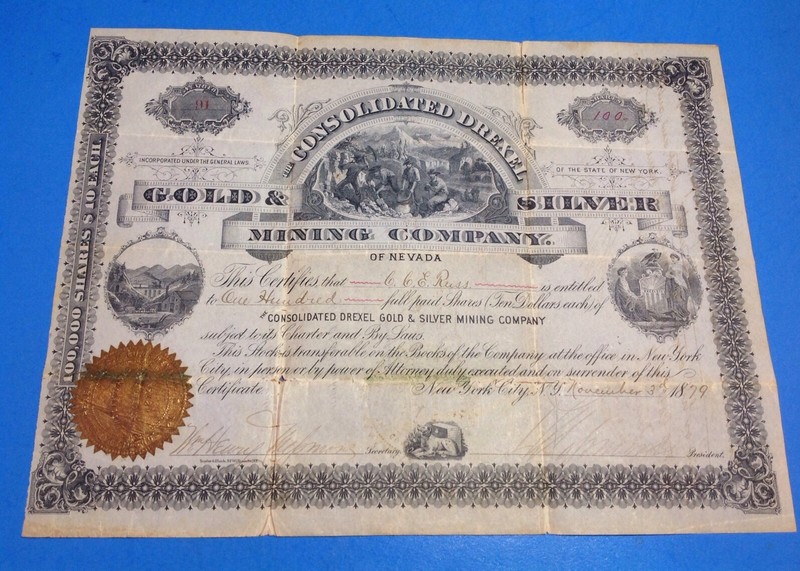 NUMBER
91
SHARES
100
INCORPORATED UNDER THE GENERAL LAWS
OF THE STATE OF NEW YORK.
THE CONSOLIDATED DREXEL
GOLD & SILVER
MINING COMPANY.
OF NEVADA
100,000 SHARES $10 EACH.
This Certifies that C. C. E. Russ is entitled
to One Hundred full paid Shares (Ten Dollars each) of
THE CONSOLIDATED DREXEL GOLD & SILVER MINING COMPANY
subject to its Charter and By Laws.
This Stock is transferable on the Books of the Company at the office in New York
City, in person or by power of Attorney duly executed and on surrender of this
Certificate
New York City, N.Y. November 3d 1879
Secretary.
President.